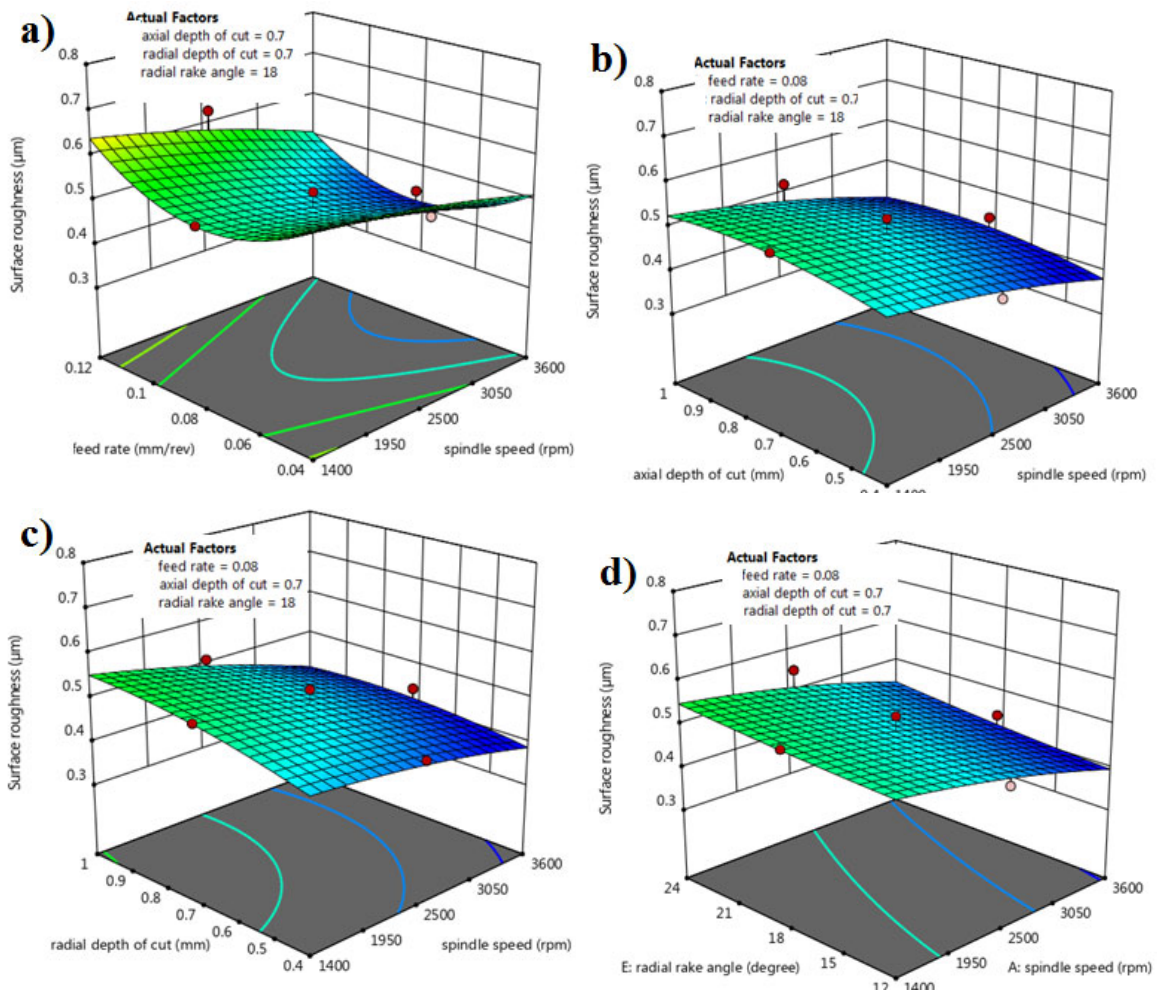 a)
Actual Factors
axial depth of cut = 0.7
radial depth of cut = 0.7
radial rake angle = 18
0.8
0.7
0.6
0.5
0.4
0.3
Surface roughness (µm)
0.12
0.1
0.08
0.06
0.04
feed rate (mm/rev)
1400
1950
2500
3050
3600
spindle speed (rpm)
b)
Actual Factors
feed rate = 0.08
radial depth of cut = 0.7
radial rake angle = 18
0.8
0.7
0.6
0.5
0.4
0.3
Surface roughness (µm)
1
0.9
0.8
0.7
0.6
0.5
0.4
axial depth of cut (mm)
1400
1950
2500
3050
3600
spindle speed (rpm)
c)
Actual Factors
feed rate = 0.08
axial depth of cut = 0.7
radial rake angle = 18
0.8
0.7
0.6
0.5
0.4
0.3
Surface roughness (µm
1
0.9
0.8
0.7
0.6
0.5
0.4
radial depth of cut (mm)
1400
1950
2500
3050
3600
spindle speed (rpm)
d)
Actual Factors
feed rate = 0.08
axial depth of cut = 0.7
radial depth of cut = 0.7
0.8
0.7
0.6
0.5
0.4
0.3
Surface roughness (µm)
24
21
18
15
12
E: radial rake angle (degree)
1400
1950
2500
3050
3600
A: spindle speed (rpm)